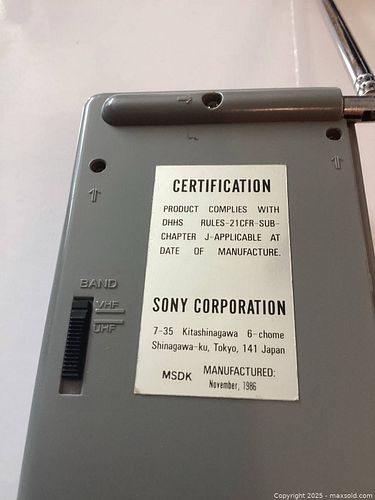 CERTIFICATION
PRODUCT COMPLIES WITH
DHHS RULES-21CFR-SUB-
CHAPTER J-APPLICABLE AT
DATE OF MANUFACTURE.
BAND
VHF
UHF
SONY CORPORATION
7-35 Kitashinagawa 6-chome
Shinagawa-ku, Tokyo, 141 Japan
MSDK MANUFACTURED:
November, 1986
Copyright 2025 - maxsold.com